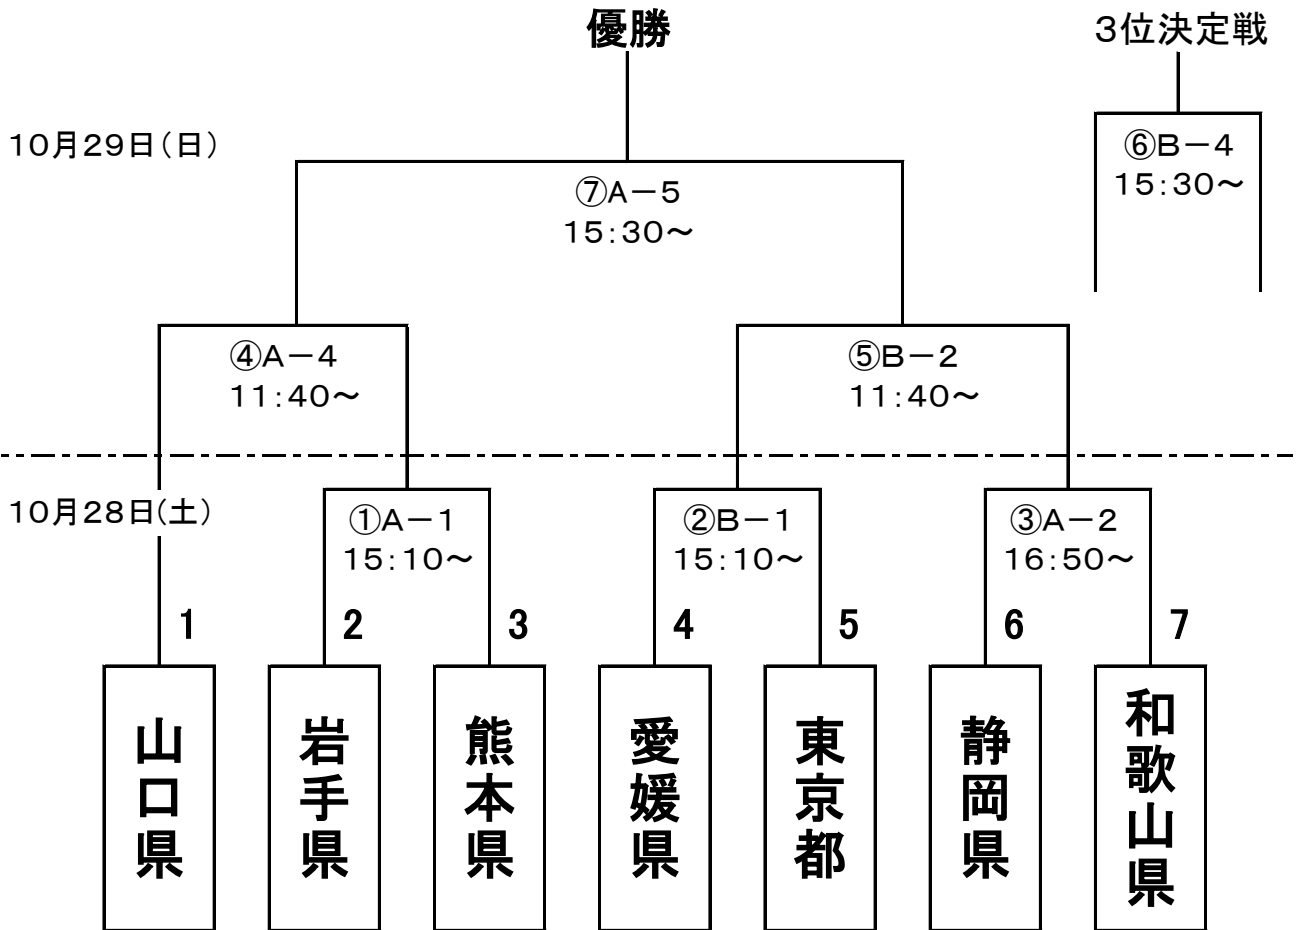 優勝
3位決定戦
10月29日(日)
⑥B－4
15:30～
⑦A－5
15:30～
④A－4
11:40～
⑤B－2
11:40～
10月28日(土)
①A－1
15:10～
②B－1
15:10～
③A－2
16:50～
1
2
3
4
5
6
7
山口県
岩手県
熊本県
愛媛県
東京都
静岡県
和歌山県